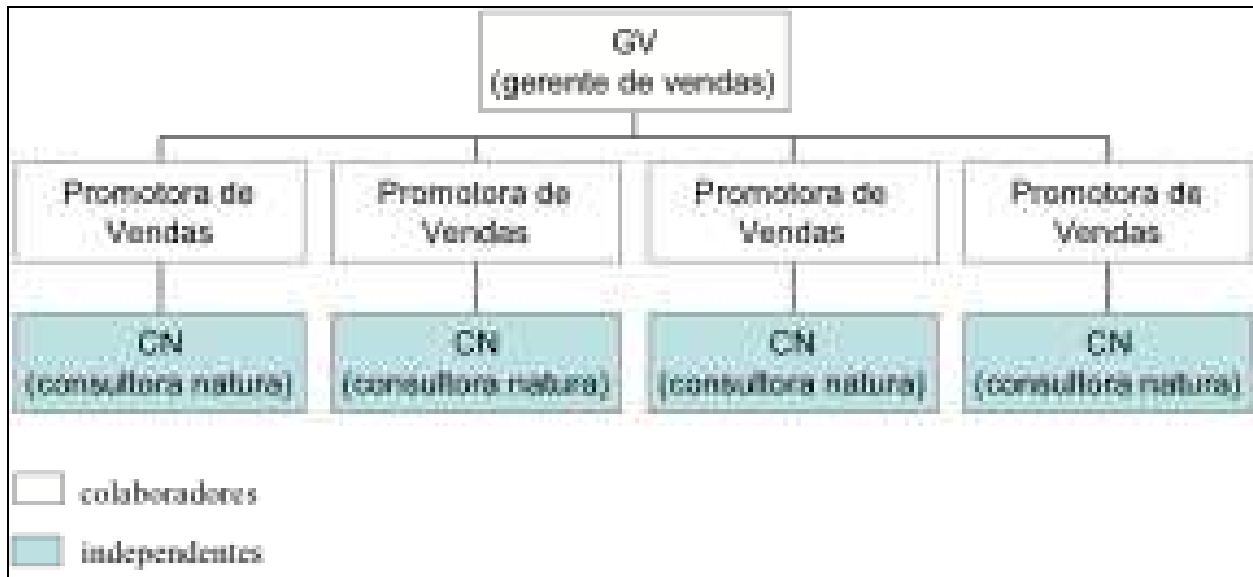 GV
(gerente de vendas)
Promotora de
Vendas
Promotora de
Vendas
Promotora de
Vendas
Promotora de
Vendas
CN
(consultora natura)
CN
(consultora natura)
CN
(consultora natura)
CN
(consultora natura)
colaboradores
independentes